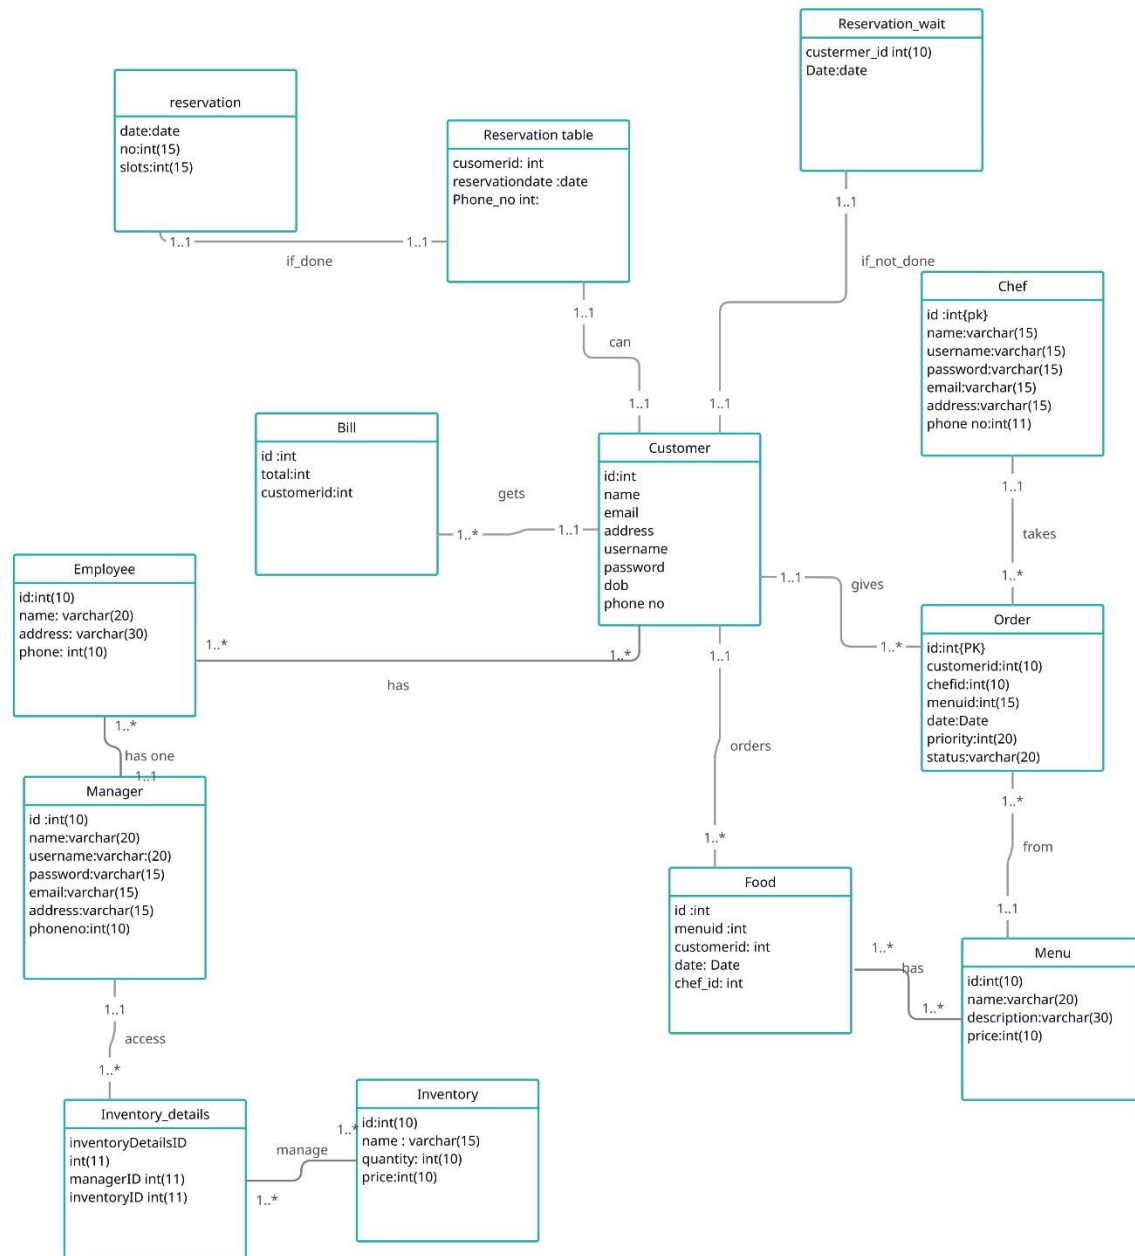 Reservation_wait
custermer_id int(10)
Date:date
1..1
if_not_done
1..1
reservation
date:date
no:int(15)
slots:int(15)
1..1
1..1
if_done
Reservation table
cusomerid: int
reservationdate :date
Phone_no int:
1..1
can
1..1
Chef
id :int{pk}
name:varchar(15)
username:varchar(15)
password:varchar(15)
email:varchar(15)
address:varchar(15)
phone no:int(11)
1..1
takes
1..*
Bill
id :int
total:int
customerid:int
gets
1..*
1..1
Customer
id:int
name
email
address
username
password
dob
phone no
1..1
gives
1..*
Employee
id:int(10)
name: varchar(20)
address: varchar(30)
phone: int(10)
1..*
1..*
has
Order
id:int{PK}
customerid:int(10)
chefid:int(10)
menuid:int(15)
date:Date
priority:int(20)
status:varchar(20)
1..*
from
1..1
1..1
orders
1..*
1..*
has one
1..1
Manager
id :int(10)
name:varchar(20)
username:varchar:(20)
password:varchar(15)
email:varchar(15)
address:varchar(15)
phoneno:int(10)
1..1
access
1..*
Food
id :int
menuid :int
customerid: int
date: Date
chef_id: int
1..*
has
1..*
Menu
id:int(10)
name:varchar(20)
description:varchar(30)
price:int(10)
Inventory_details
inventoryDetailsID
int(11)
managerID int(11)
inventoryID int(11)
1..*
manage
1..*
Inventory
id:int(10)
name : varchar(15)
quantity: int(10)
price:int(10)